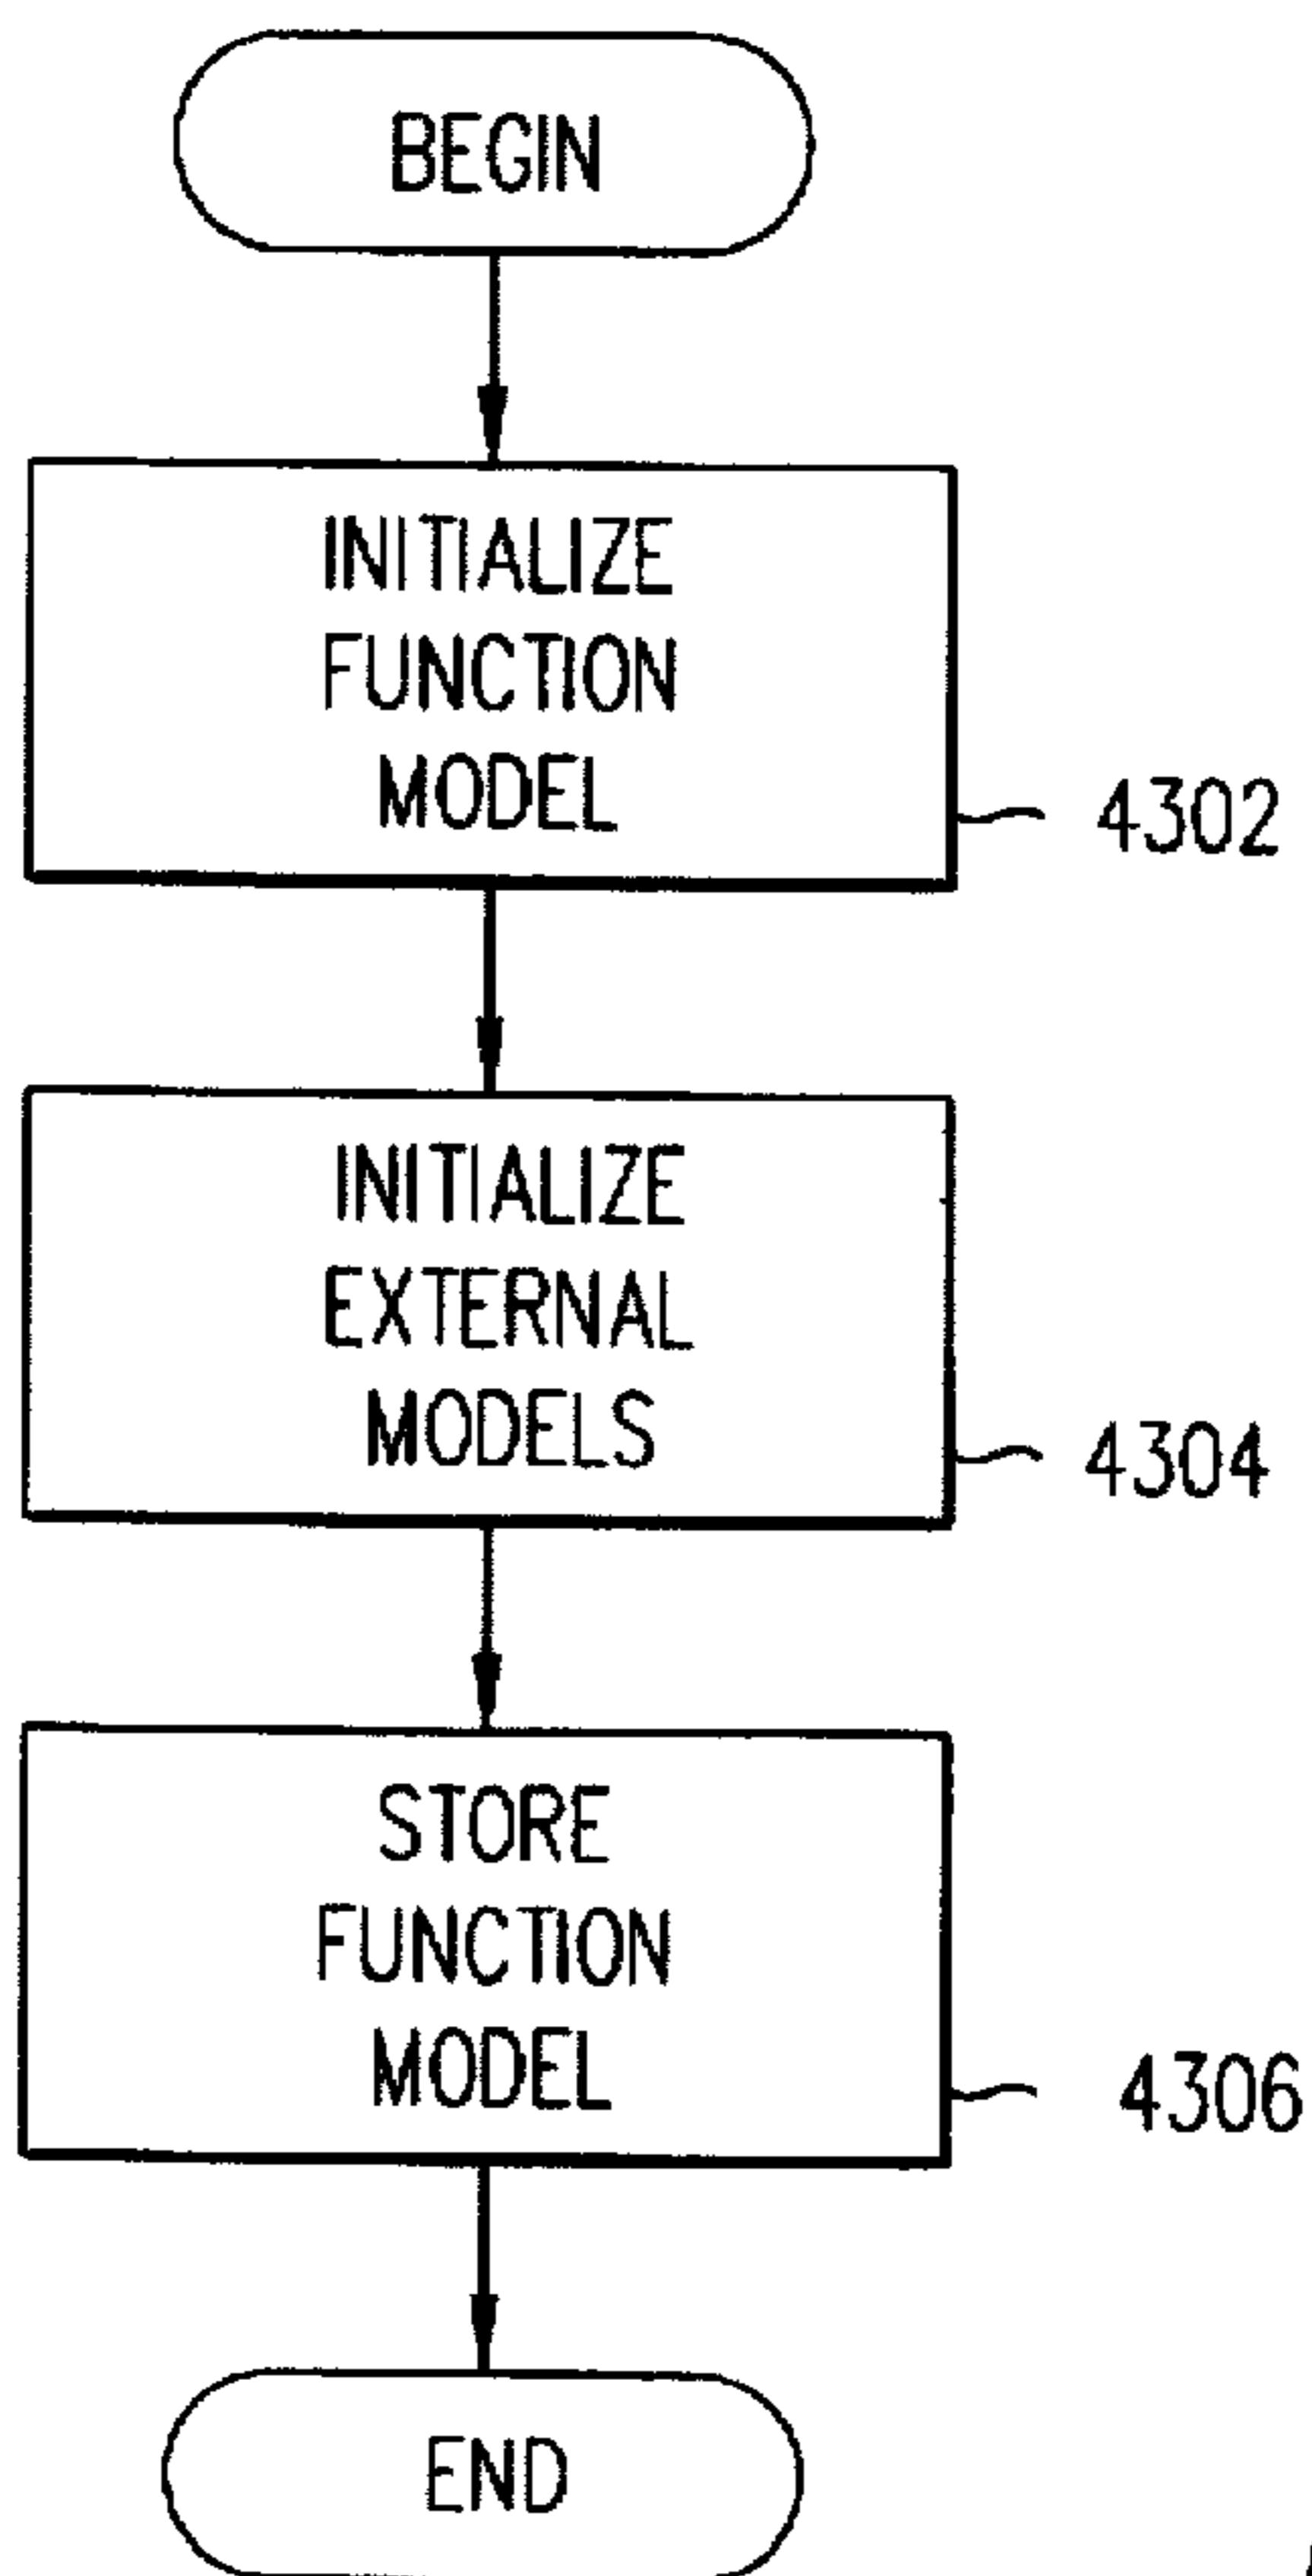 BEGIN
INITIALIZE
FUNCTION
MODEL
4302
INITIALIZE
EXTERNAL
MODELS
4304
STORE
FUNCTION
MODEL
4306
END